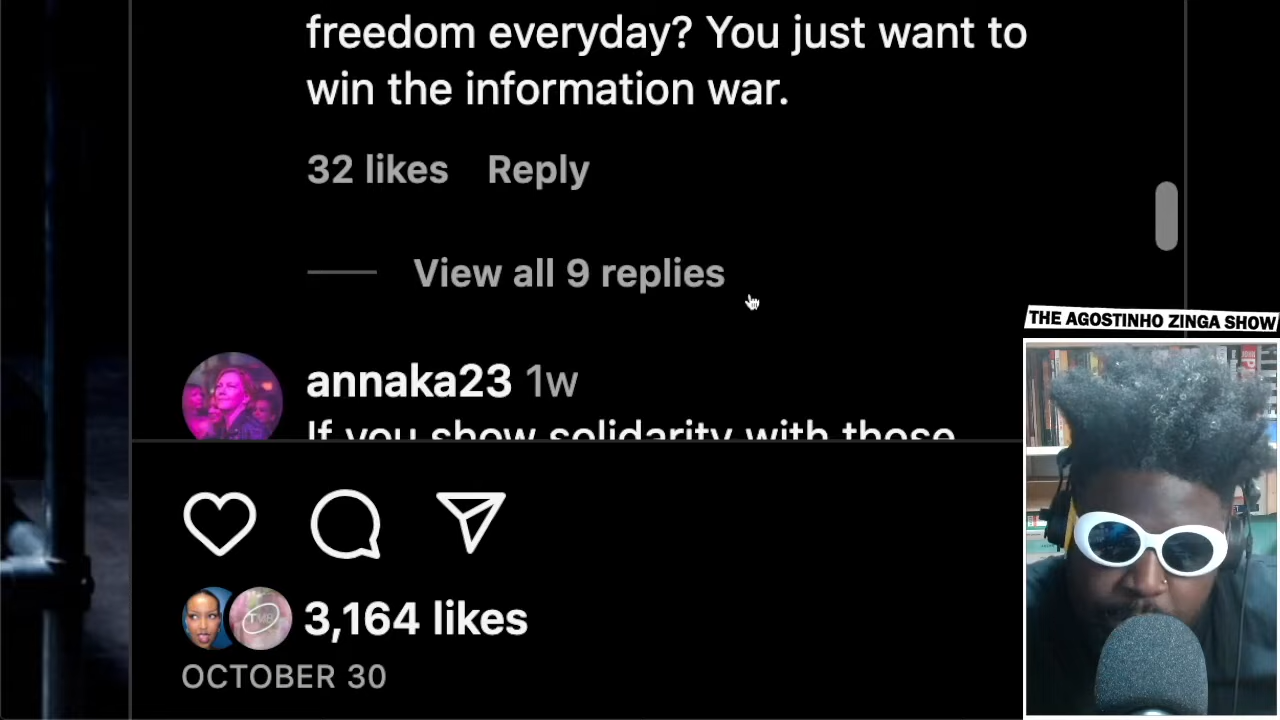 freedom everyday? You just want to
win the information war.
32 likes Reply
View all 9 replies
THE AGOSTINHO ZINGA SHOW
annaka23 1w
If you show solidarity with those
3,164 likes
OCTOBER 30